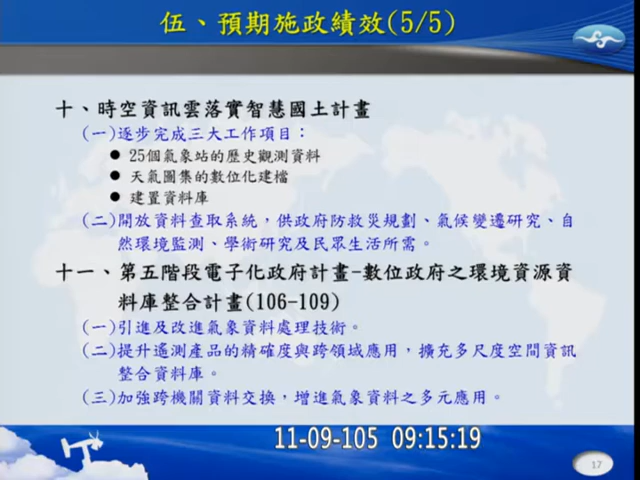 伍、預期施政績效(5/5)
十、時空資訊雲落實智慧國土計畫
(一)逐步完成三大工作項目：
● 25個氣象站的歷史觀測資料
● 天氣圖集的數位化建檔
● 建置資料庫
(二)開放資料查取系統，供政府防救災規劃、氣候變遷研究、自
然環境監測、學術研究及民眾生活所需。
十一、第五階段電子化政府計畫-數位政府之環境資源資
料庫整合計畫(106-109)
(一)引進及改進氣象資料處理技術。
(二)提升遙測產品的精確度與跨領域應用，擴充多尺度空間資訊
整合資料庫。
(三)加強跨機關資料交換，增進氣象資料之多元應用。
11-09-105 09:15:19
17